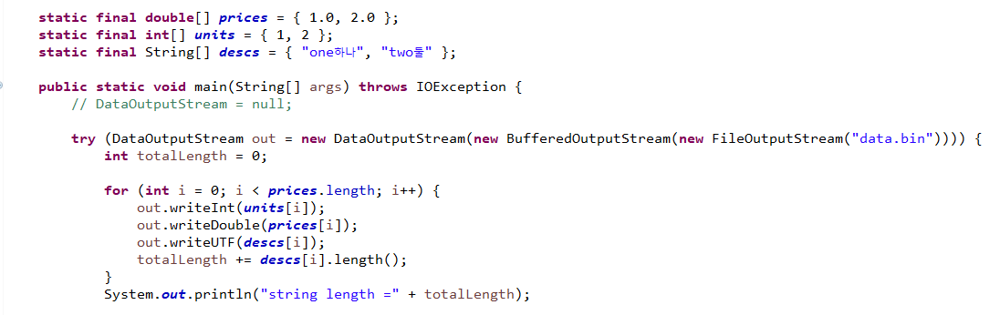 static final double[] prices = { 1.0, 2.0 };
static final int[] units = { 1, 2 };
static final String[] descs = { "one하나", "two둘" };
public static void main(String[] args) throws IOException {
// DataOutputStream = null;
try (DataOutputStream out = new DataOutputStream(new BufferedOutputStream(new FileOutputStream("data.bin")))) {
int totalLength = 0;
for (int i = 0; i < prices.length; i++) {
out.writeInt(units[i]);
out.writeDouble(prices[i]);
out.writeUTF(descs[i]);
totalLength += descs[i].length();
}
System.out.println("string length =" + totalLength);